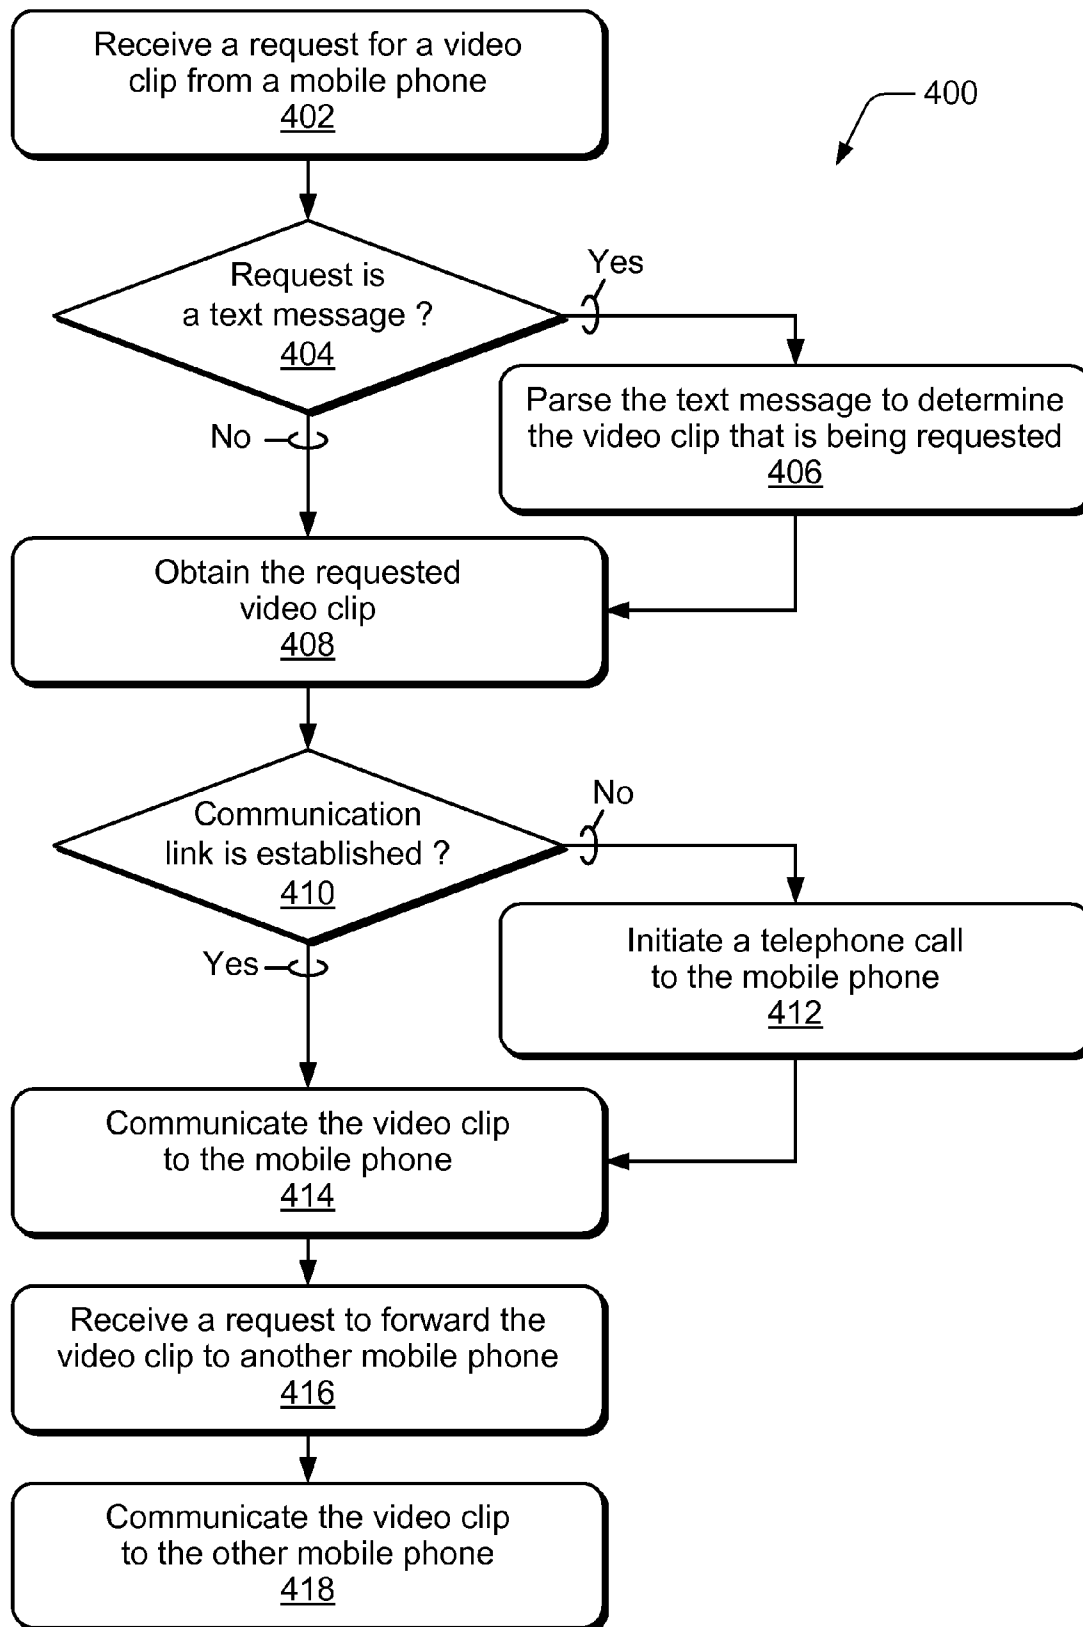 Receive a request for a video
clip from a mobile phone
402
400
Request is
a text message ?
404
Yes
No
Parse the text message to determine
the video clip that is being requested
406
Obtain the requested
video clip
408
Communication
link is established ?
410
No
Yes
Initiate a telephone call
to the mobile phone
412
Communicate the video clip
to the mobile phone
414
Receive a request to forward the
video clip to another mobile phone
416
Communicate the video clip
to the other mobile phone
418